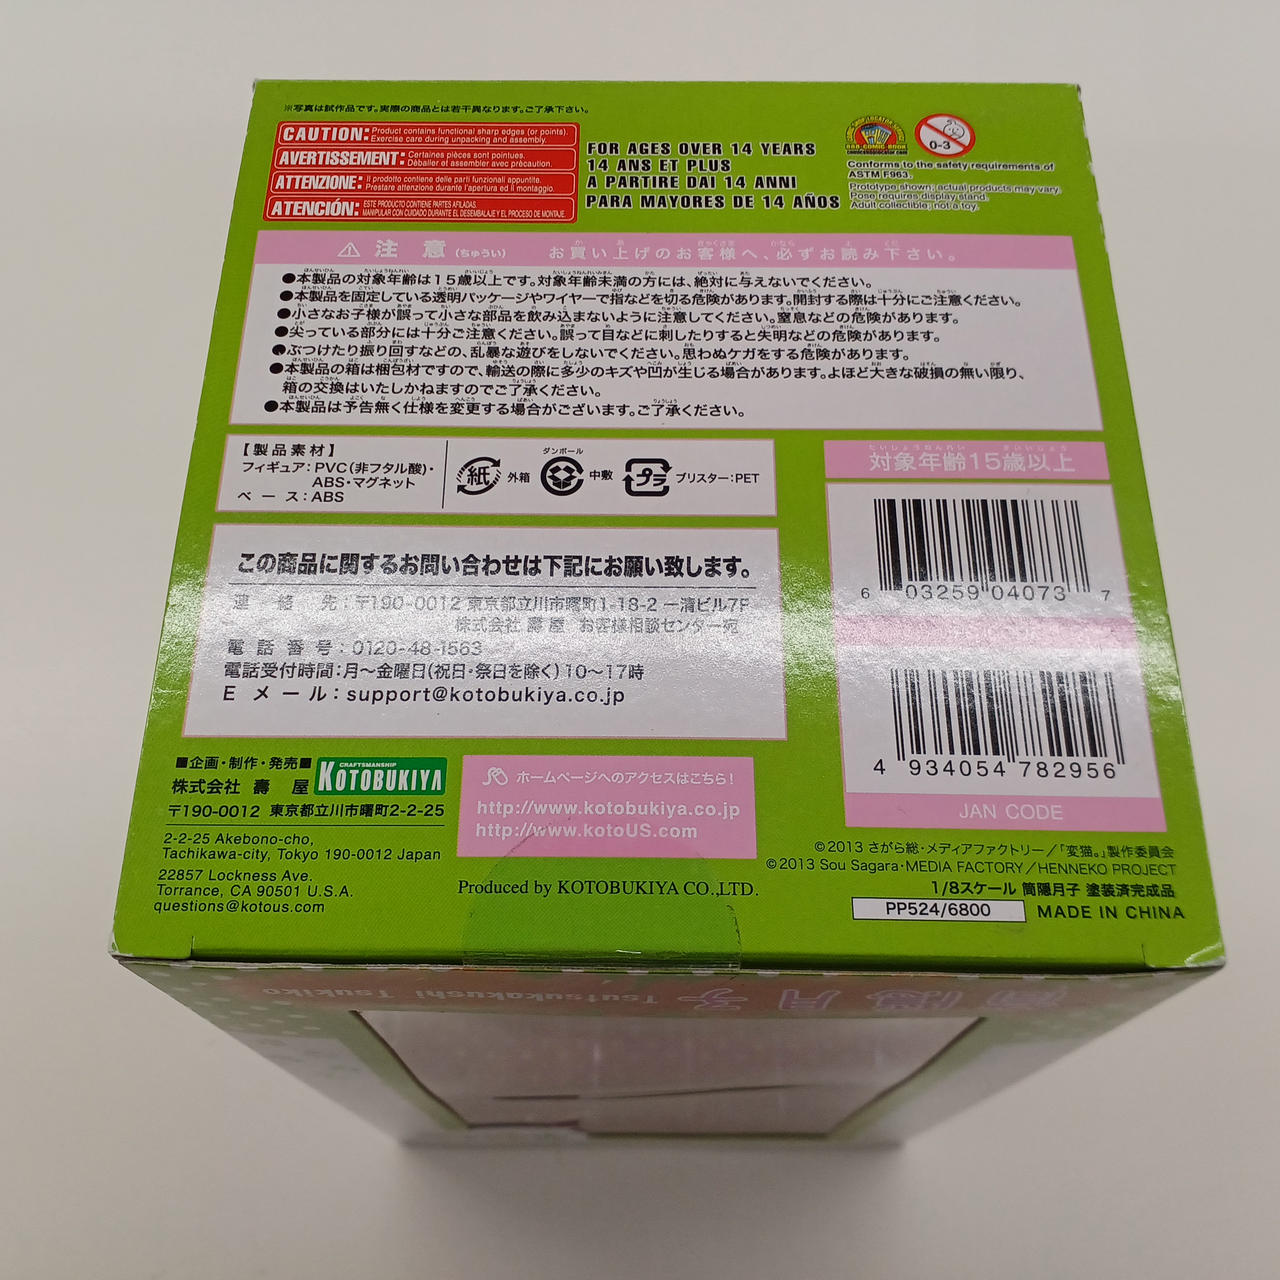 ※写真は試作品です。実際の商品とは若干異なります。ご了承下さい。
CAUTION: Product contains functional sharp edges (or points).
Exercise care during unpacking and assembly.
AVERTISSEMENT: Certaines pièces sont pointues.
Déballer et assembler avec précaution.
ATTENZIONE: Il prodotto contiene delle parti appuntite.
Prestare attenzione durante l'apertura ed il montaggio.
ATENCIÓN: ESTE PRODUCTO CONTIENE PARTES AFILADAS.
MANIPULAR CON CUIDADO DURANTE EL DESEMBALAJE Y EL PROCESO DE MONTAJE.
FOR AGES OVER 14 YEARS
14 ANS ET PLUS
A PARTIRE DAI 14 ANNI
PARA MAYORES DE 14 AÑOS
0-3
Conforms to the safety requirements of
ASTM F963.
Prototype shown; actual products may vary.
Pose requires display stand.
Adult collectible; not a toy.
注意(ちゅうい) お買い上げのお客様へ、必ずお読み下さい。
●本製品の対象年齢は15歳以上です。対象年齢未満の方には、絶対に与えないでください。
●本製品を固定している透明パッケージやワイヤーで指などを切る危険があります。開封する際は十分にご注意ください。
●小さなお子様が誤って小さな部品を飲み込まないように注意してください。窒息などの危険があります。
●尖っている部分には十分ご注意ください。誤って目などに刺したりすると失明などの危険があります。
●ぶつけたり振り回すなどの、乱暴な遊びをしないでください。思わぬケガをする危険があります。
●本製品の箱は梱包材ですので、輸送の際に多少のキズや凹が生じる場合があります。よほど大きな破損の無い限り、
箱の交換はいたしかねますのでご了承ください。
●本製品は予告無く仕様を変更する場合がございます。ご了承ください。
【製品素材】
フィギュア:PVC(非フタル酸)・
ABS・マグネット
ベース:ABS
紙 外箱 ダンボール 中敷 プラ ブリスター:PET
対象年齢15歳以上
6 03259 04073 7
4 934054 782956
JAN CODE
この商品に関するお問い合わせは下記にお願い致します。
連絡先:〒190-0012 東京都立川市曙町1-18-2 一清ビル7F
株式会社 壽屋 お客様相談センター宛
電話番号:0120-48-1563
電話受付時間:月〜金曜日(祝日・祭日を除く)10〜17時
Eメール:support@kotobukiya.co.jp
■企画・制作・発売■
株式会社 壽屋
CRAFTSMANSHIP
KOTOBUKIYA
〒190-0012 東京都立川市曙町2-2-25
2-2-25 Akebono-cho,
Tachikawa-city, Tokyo 190-0012 Japan
22857 Lockness Ave.
Torrance, CA 90501 U.S.A.
questions@kotous.com
ホームページへのアクセスはこちら!
http://www.kotobukiya.co.jp
http://www.kotoUS.com
Produced by KOTOBUKIYA CO.,LTD.
©2013 さがら総・メディアファクトリー/「変猫。」製作委員会
©2013 Sou Sagara・MEDIA FACTORY/HENNEKO PROJECT
1/8スケール 筒隠月子 塗装済完成品
PP524/6800
MADE IN CHINA
筒隠月子 Tsutsukakushi Tsukiko